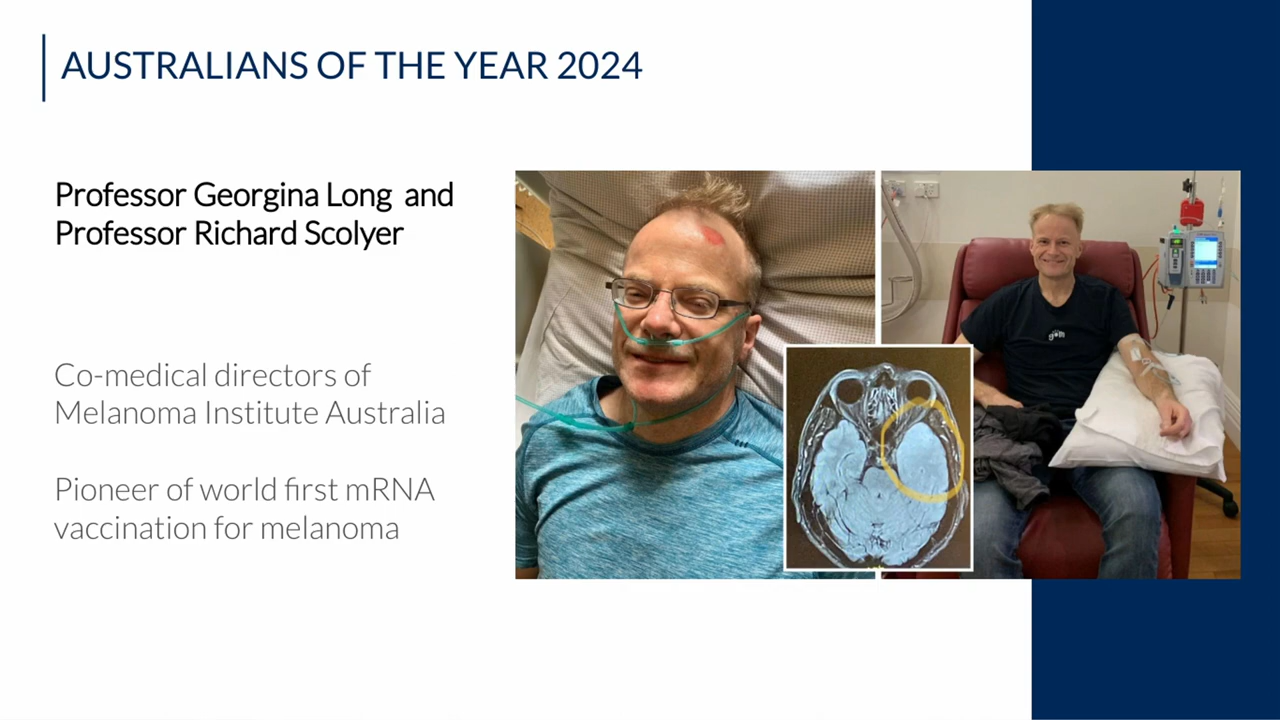 AUSTRALIANS OF THE YEAR 2024
Professor Georgina Long and
Professor Richard Scolyer
Co-medical directors of
Melanoma Institute Australia
Pioneer of world first mRNA
vaccination for melanoma